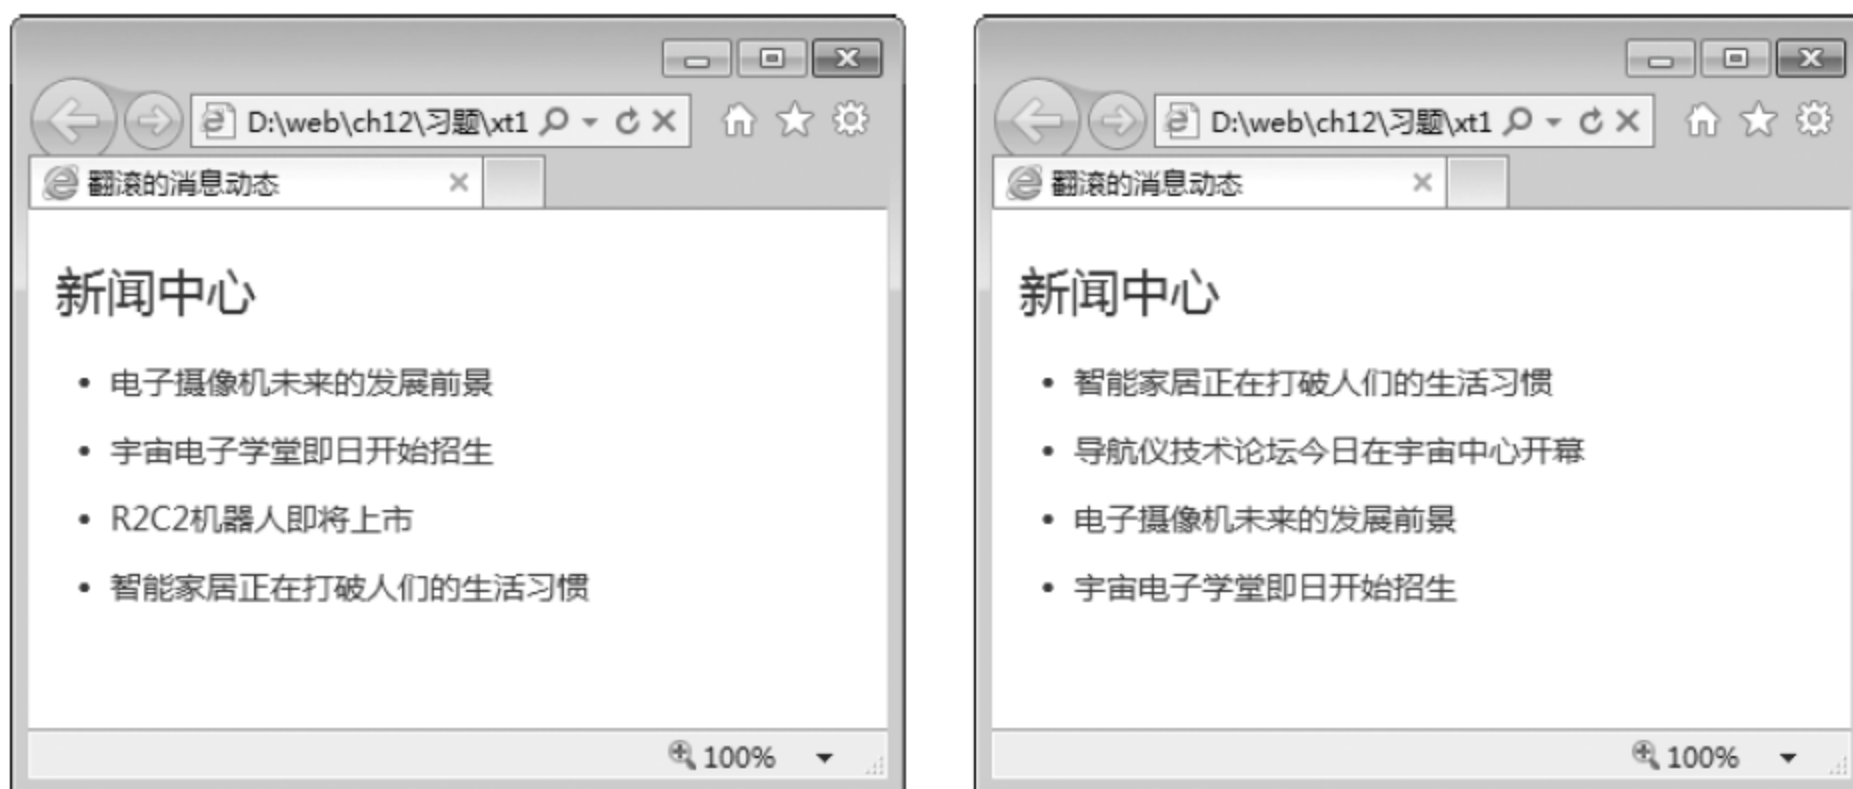 D:\web\ch12\习题\xt1
翻滚的消息动态
新闻中心
• 电子摄像机未来的发展前景
• 宇宙电子学堂即日开始招生
• R2C2机器人即将上市
• 智能家居正在打破人们的生活习惯
100%
D:\web\ch12\习题\xt1
翻滚的消息动态
新闻中心
• 智能家居正在打破人们的生活习惯
• 导航仪技术论坛今日在宇宙中心开幕
• 电子摄像机未来的发展前景
• 宇宙电子学堂即日开始招生
100%